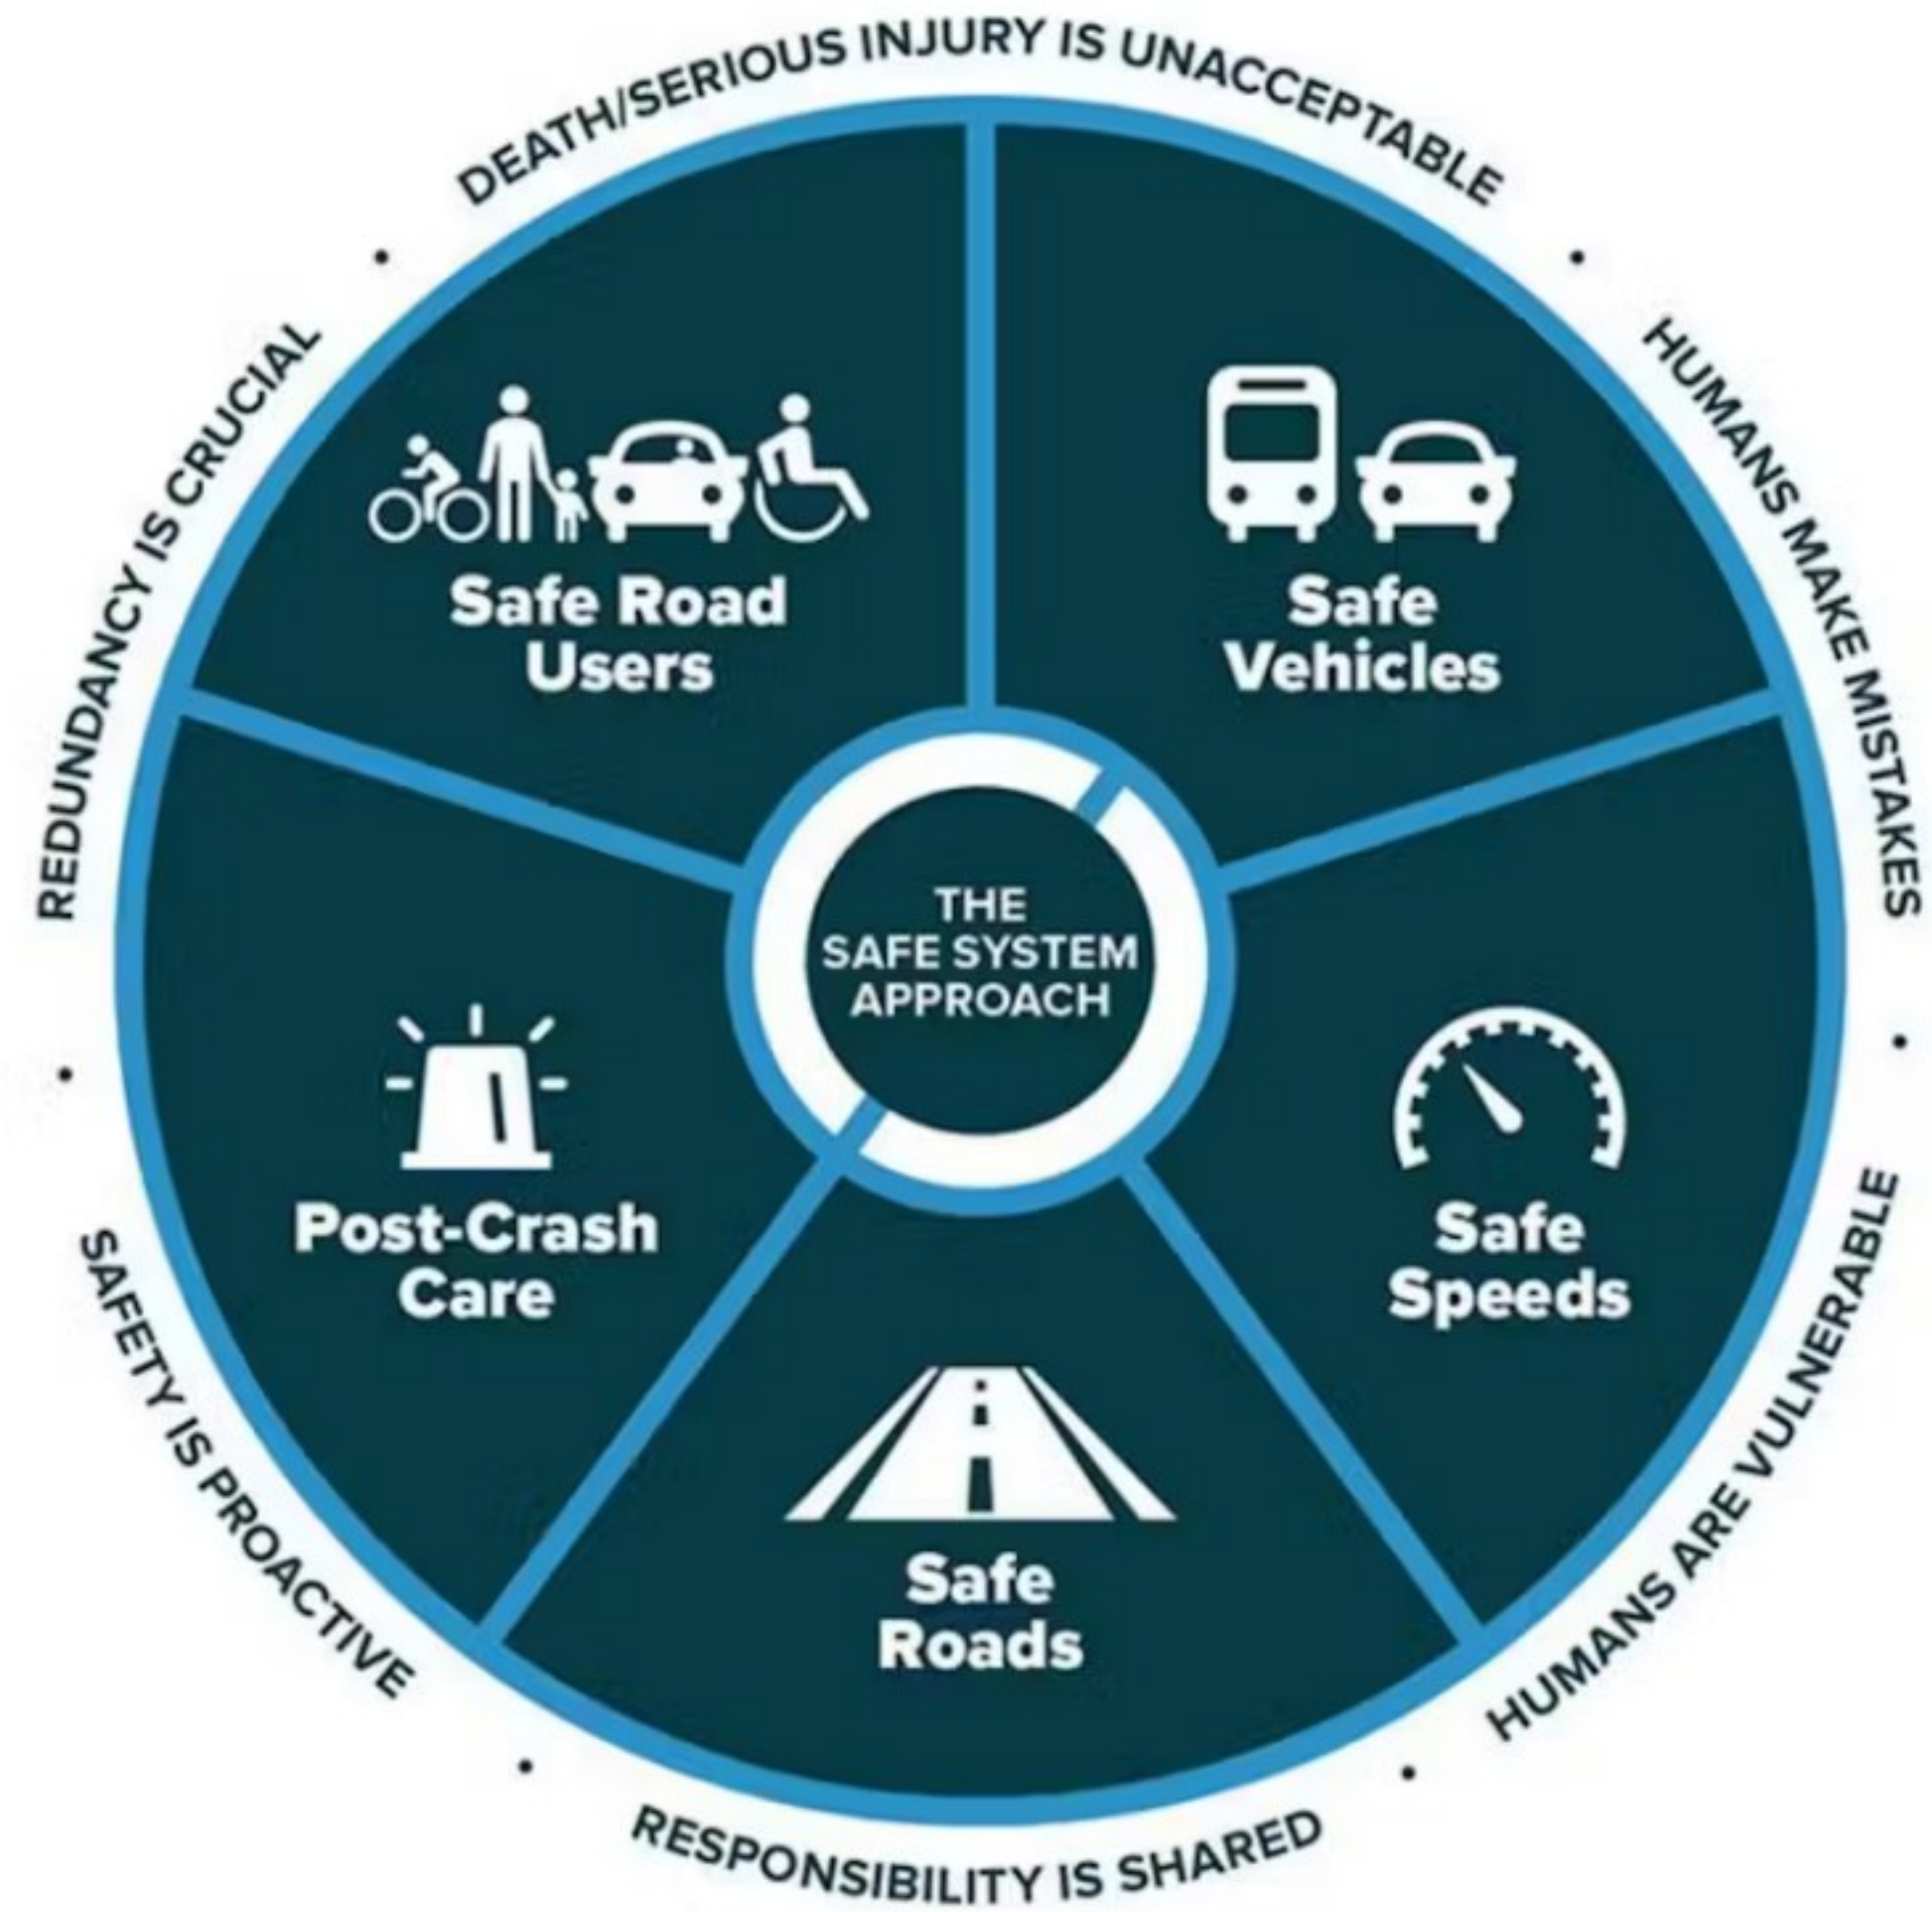 DEATH/SERIOUS INJURY IS UNACCEPTABLE
HUMANS MAKE MISTAKES
HUMANS ARE VULNERABLE
RESPONSIBILITY IS SHARED
SAFETY IS PROACTIVE
REDUNDANCY IS CRUCIAL
Safe Road
Users
Safe
Vehicles
Safe
Speeds
Safe
Roads
Post-Crash
Care
THE
SAFE SYSTEM
APPROACH